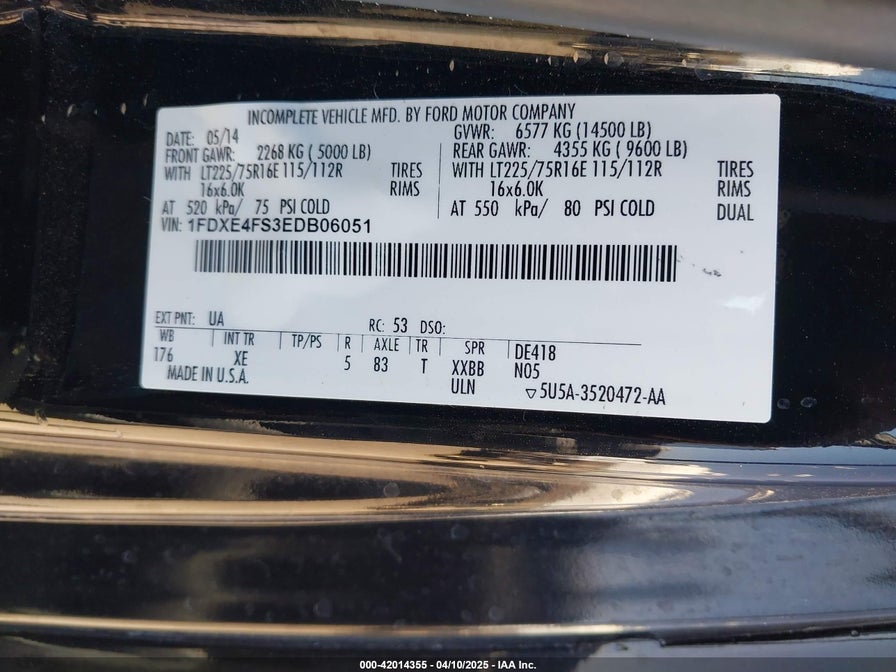 INCOMPLETE VEHICLE MFD. BY FORD MOTOR COMPANY
DATE: 05/14 GVWR: 6577 KG (14500 LB)
FRONT GAWR: 2268 KG ( 5000 LB) REAR GAWR: 4355 KG ( 9600 LB)
WITH LT225/75R16E 115/112R TIRES WITH LT225/75R16E 115/112R TIRES
16x6.0K RIMS 16x6.0K RIMS
AT 520 kPa/ 75 PSI COLD AT 550 kPa/ 80 PSI COLD DUAL
VIN: 1FDXE4FS3EDB06051
EXT PNT: UA RC: 53 DSO:
WB INT TR TP/PS R AXLE TR SPR DE418
176 XE 5 83 T XXBB N05
MADE IN U.S.A. ULN ▽5U5A-3520472-AA
000-42014355 | 04/10/2025 - IAA Inc.